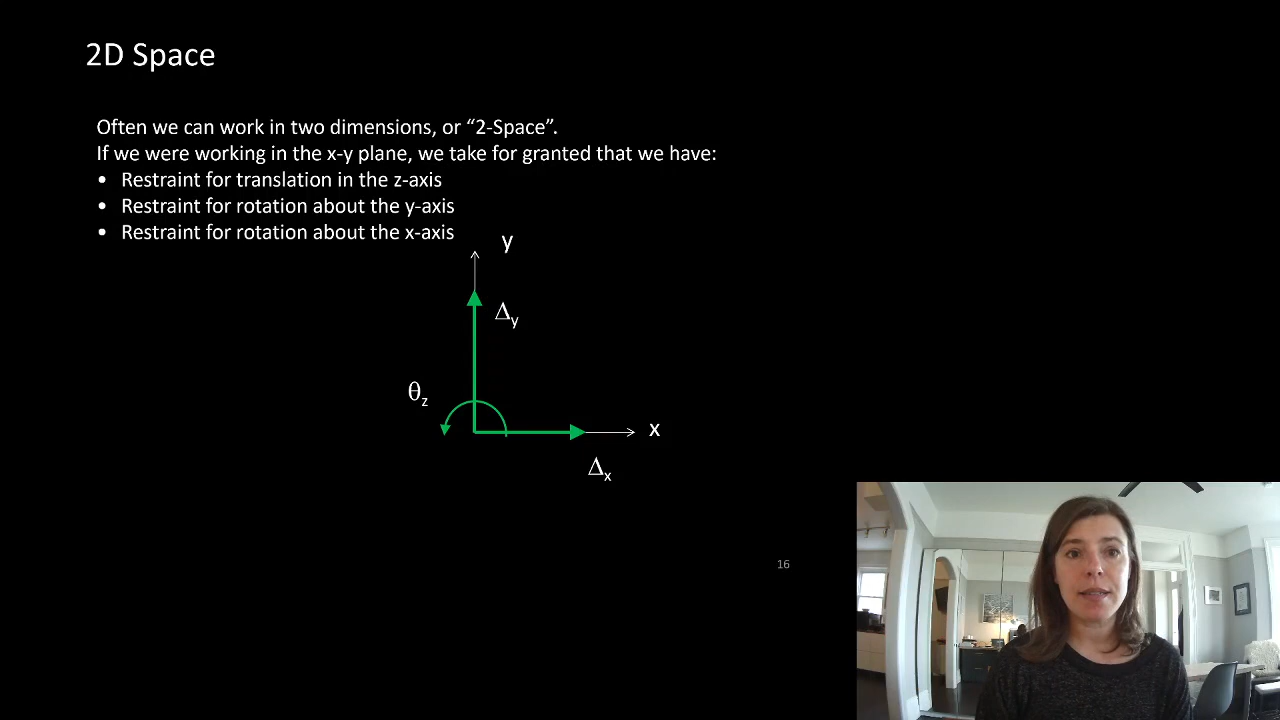 2D Space
Often we can work in two dimensions, or “2-Space”.
If we were working in the x-y plane, we take for granted that we have:
• Restraint for translation in the z-axis
• Restraint for rotation about the y-axis
• Restraint for rotation about the x-axis
y
Δy
θz
x
Δx
16